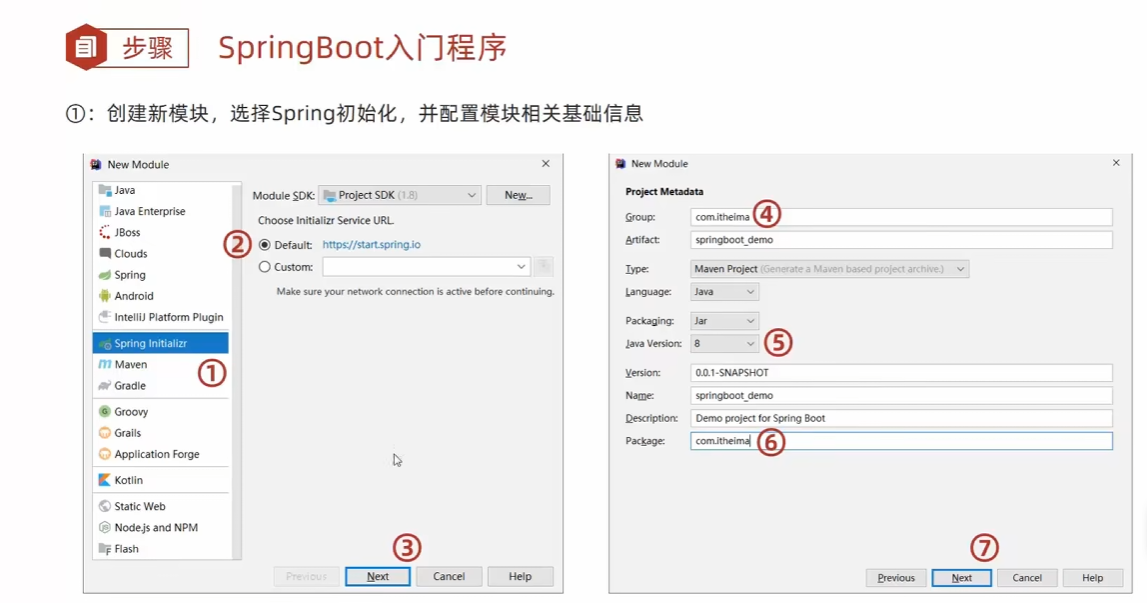 步骤 SpringBoot入门程序
①：创建新模块，选择Spring初始化，并配置模块相关基础信息
New Module
Java
Java Enterprise
JBoss
Clouds
Spring
Android
IntelliJ Platform Plugin
Spring Initializr
Maven
①
Gradle
Groovy
Grails
Application Forge
Kotlin
Static Web
Node.js and NPM
Flash
Module SDK: Project SDK (1.8) New...
Choose Initializr Service URL.
② Default: https://start.spring.io
Custom:
Make sure your network connection is active before continuing.
③
Previous Next Cancel Help
New Module
Project Metadata
Group: com.itheima ④
Artifact: springboot_demo
Type: Maven Project (Generate a Maven based project archive.)
Language: Java
Packaging: Jar
Java Version: 8 ⑤
Version: 0.0.1-SNAPSHOT
Name: springboot_demo
Description: Demo project for Spring Boot
Package: com.itheima ⑥
⑦
Previous Next Cancel Help